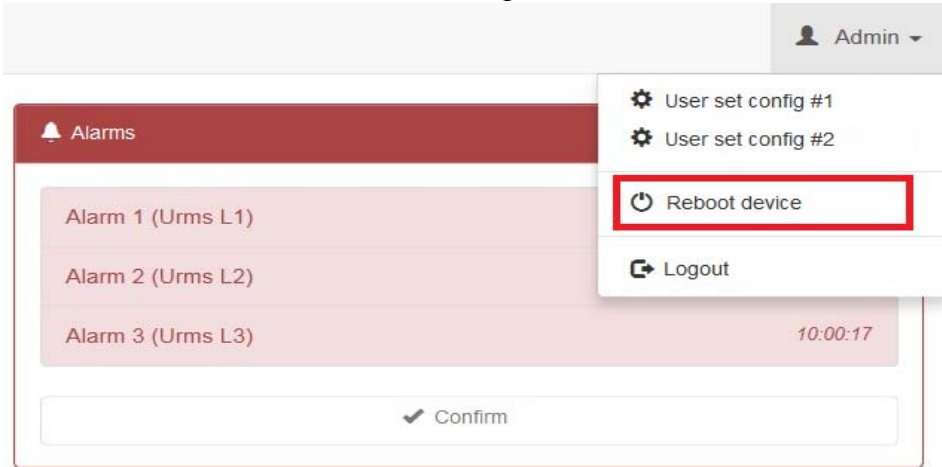 Admin
User set config #1
User set config #2
Reboot device
Logout
Alarms
Alarm 1 (Urms L1)
Alarm 2 (Urms L2)
Alarm 3 (Urms L3) 10:00:17
Confirm